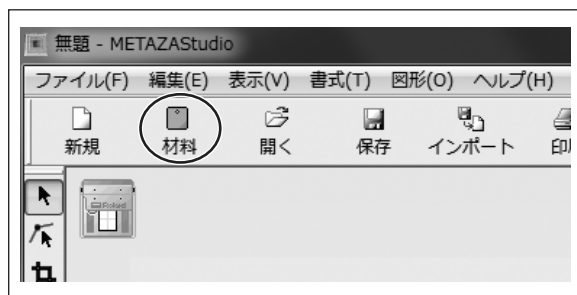 無題 - METAZAStudio
ファイル(F) 編集(E) 表示(V) 書式(T) 図形(O) ヘルプ(H)
新規 材料 開く 保存 インポート
Roland